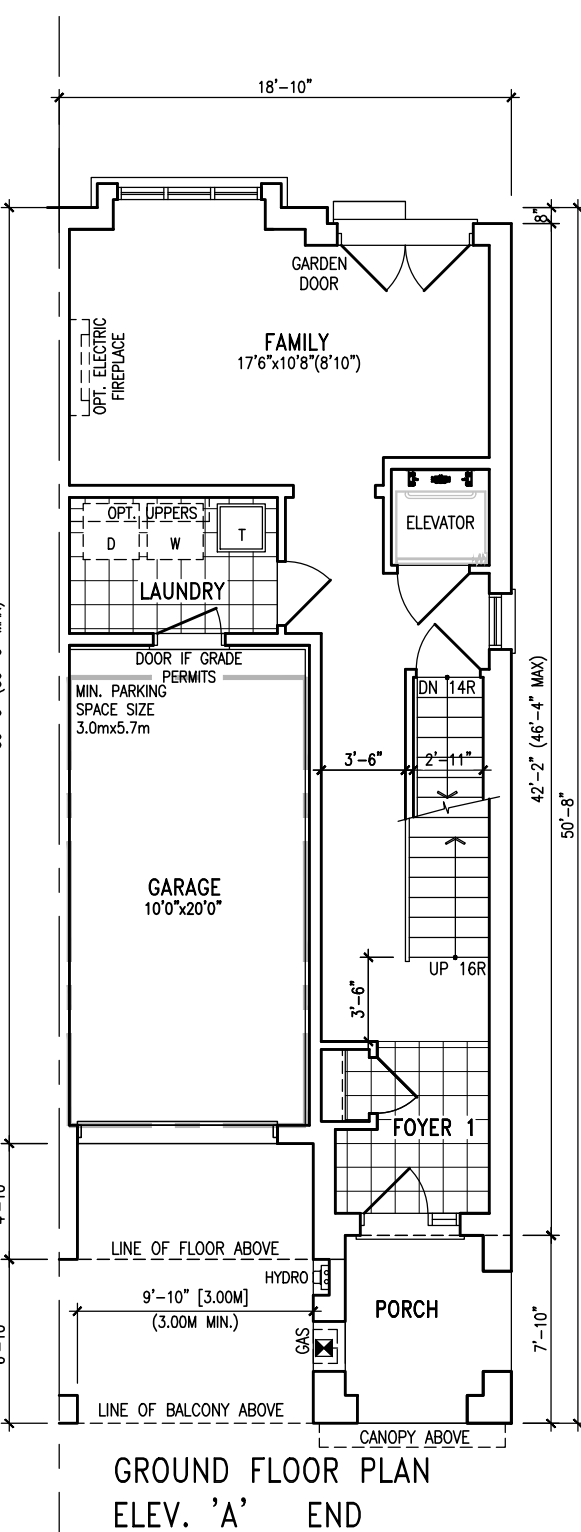 18'-10"
8"
GARDEN
DOOR
FAMILY
17'6"x10'8"(8'10")
OPT. ELECTRIC
FIREPLACE
ELEVATOR
OPT. UPPERS
D W T
LAUNDRY
DOOR IF GRADE
PERMITS
MIN. PARKING
SPACE SIZE
3.0mx5.7m
DN 14R
3'-6" 2'-11"
42'-2" (46'-4" MAX)
50'-8"
GARAGE
10'0"x20'0"
UP 16R
3'-6"
FOYER 1
LINE OF FLOOR ABOVE
HYDRO
9'-10" [3.00M]
(3.00M MIN.)
PORCH
GAS
7'-10"
LINE OF BALCONY ABOVE
CANOPY ABOVE
GROUND FLOOR PLAN
ELEV. 'A' END